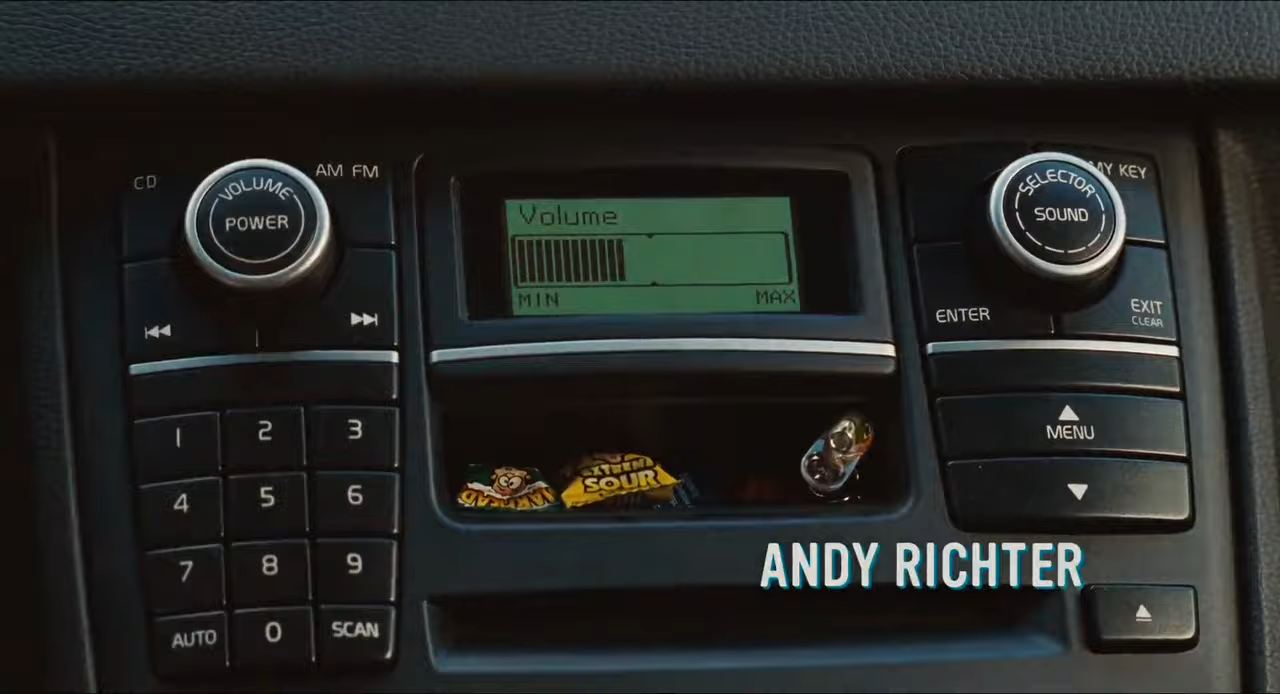 CD
VOLUME
POWER
AM FM
Volume
MIN
MAX
SELECTOR
SOUND
MY KEY
ENTER
EXIT
CLEAR
1
2
3
4
5
6
7
8
9
AUTO
0
SCAN
MENU
EXTREME
SOUR
ANDY RICHTER